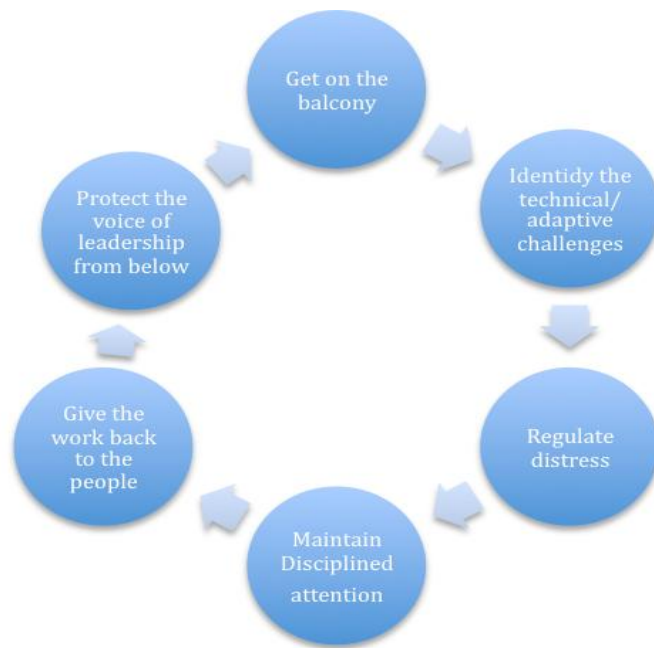 Get on the
balcony
Identidy the
technical/
adaptive
challenges
Regulate
distress
Maintain
Disciplined
attention
Give the
work back
to the
people
Protect the
voice of
leadership
from below